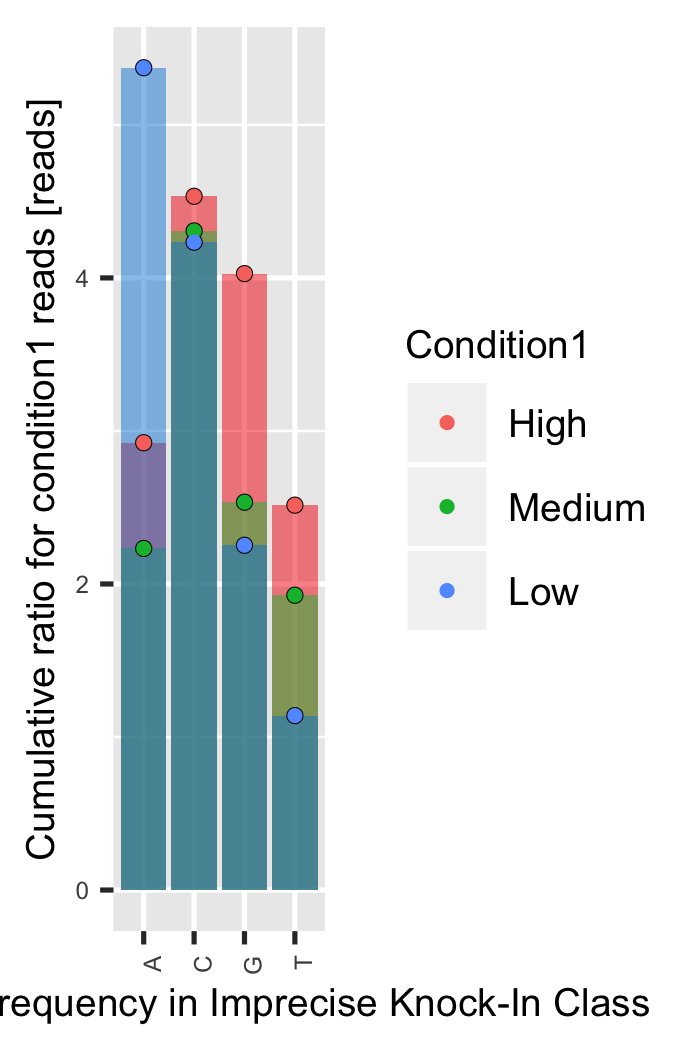 Cumulative ratio for condition1 reads [reads]
4
2
0
A
C
G
T
requency in Imprecise Knock-In Class
Condition1
High
Medium
Low